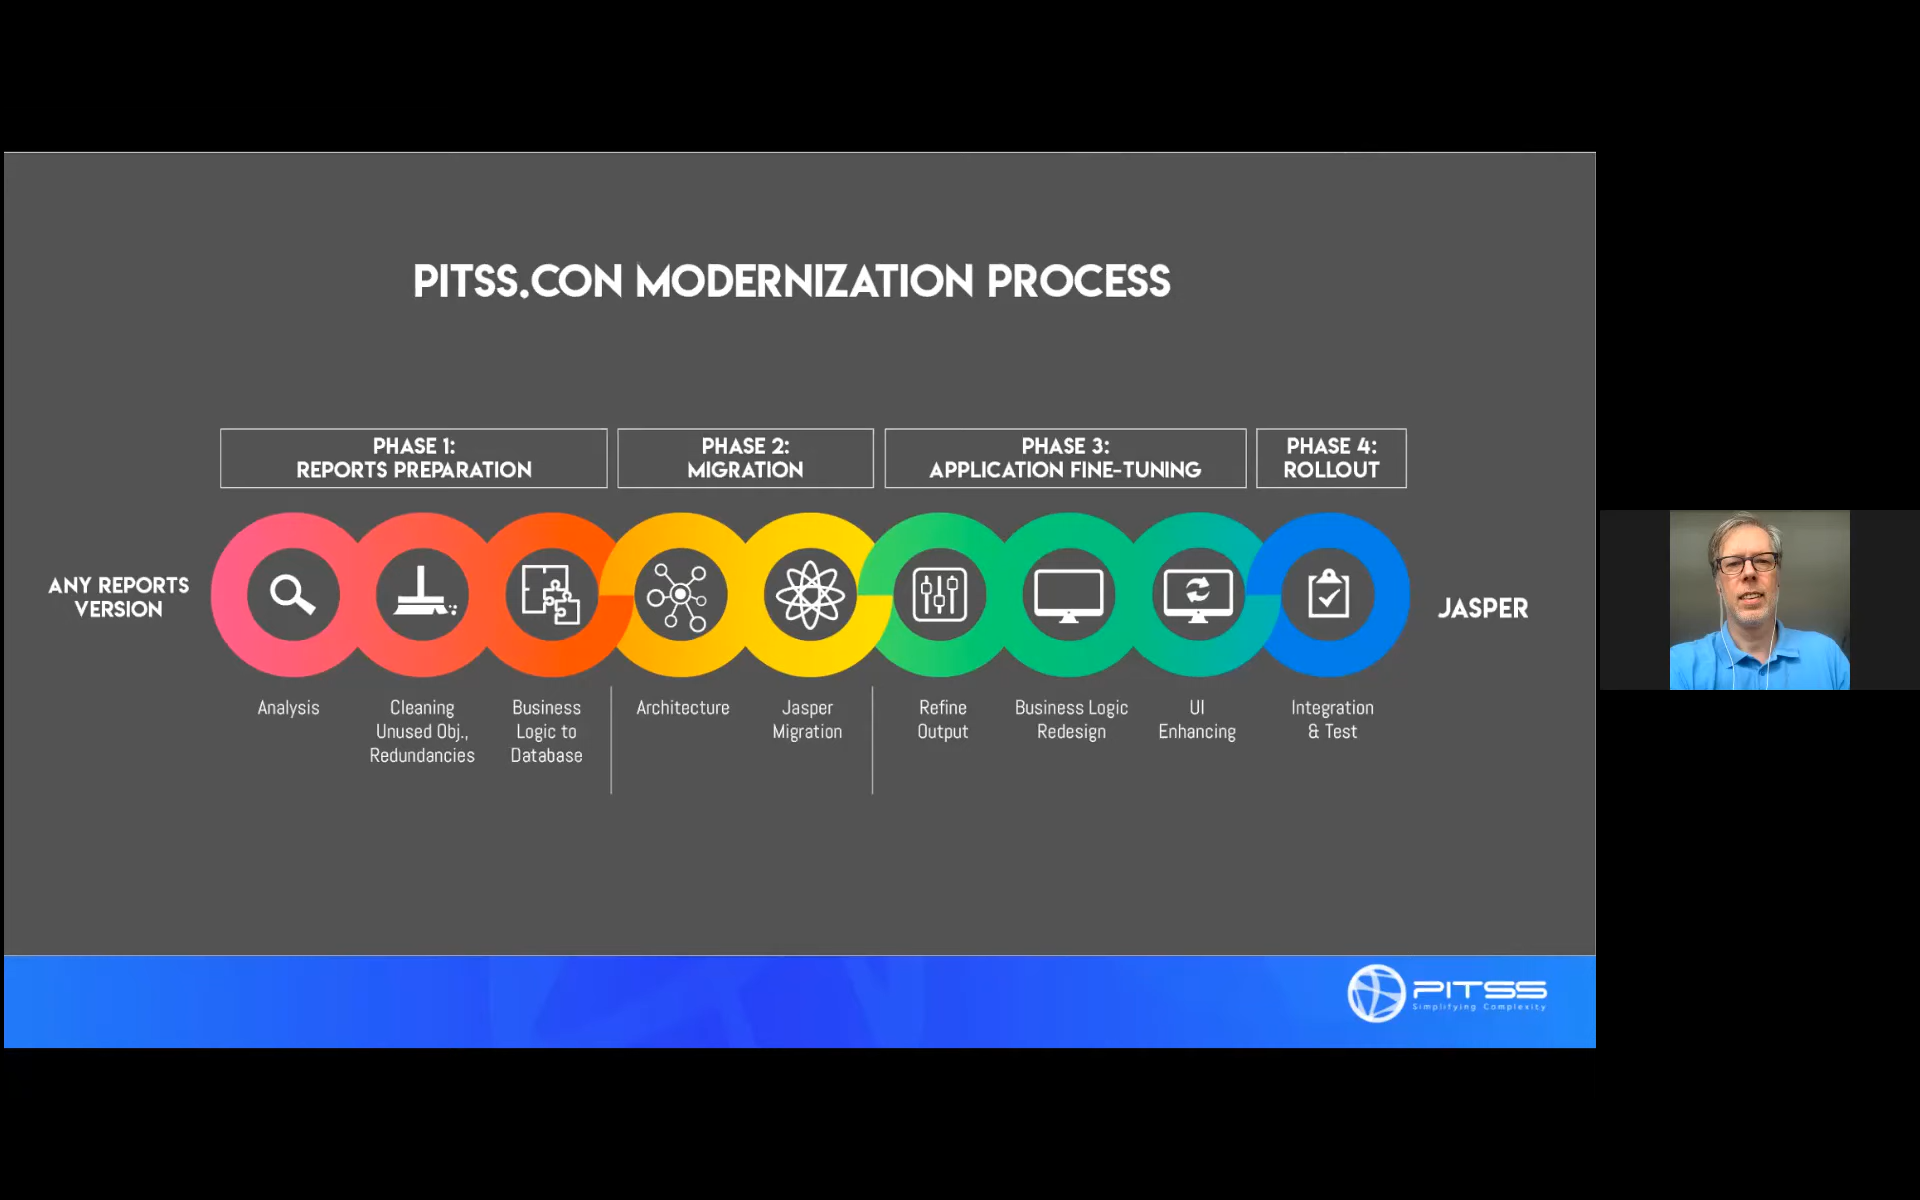 PITSS.CON MODERNIZATION PROCESS
PHASE 1:
REPORTS PREPARATION
PHASE 2:
MIGRATION
PHASE 3:
APPLICATION FINE-TUNING
PHASE 4:
ROLLOUT
ANY REPORTS
VERSION
JASPER
Analysis
Cleaning
Unused Obj.,
Redundancies
Business
Logic to
Database
Architecture
Jasper
Migration
Refine
Output
Business Logic
Redesign
UI
Enhancing
Integration
& Test
PITSS
Simplifying Complexity